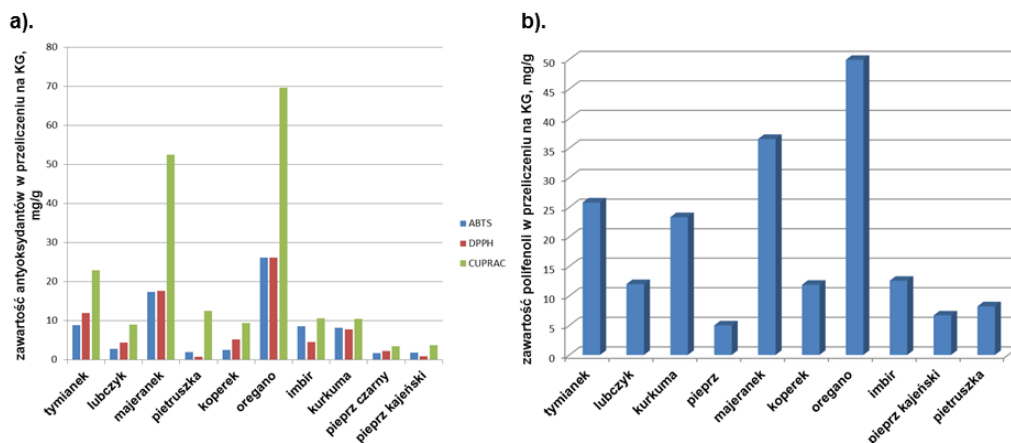 a).
zawartość antyoksydantów w przeliczeniu na KG,
mg/g
80
70
60
50
40
30
20
10
0
tymianek
lubczyk
majeranek
pietruszka
koperek
oregano
imbir
kurkuma
pieprz czarny
pieprz kajeński
ABTS
DPPH
CUPRAC
b).
zawartość polifenoli w przeliczeniu na KG, mg/g
50
45
40
35
30
25
20
15
10
5
0
tymianek
lubczyk
kurkuma
pieprz
majeranek
koperek
oregano
imbir
pieprz kajeński
pietruszka